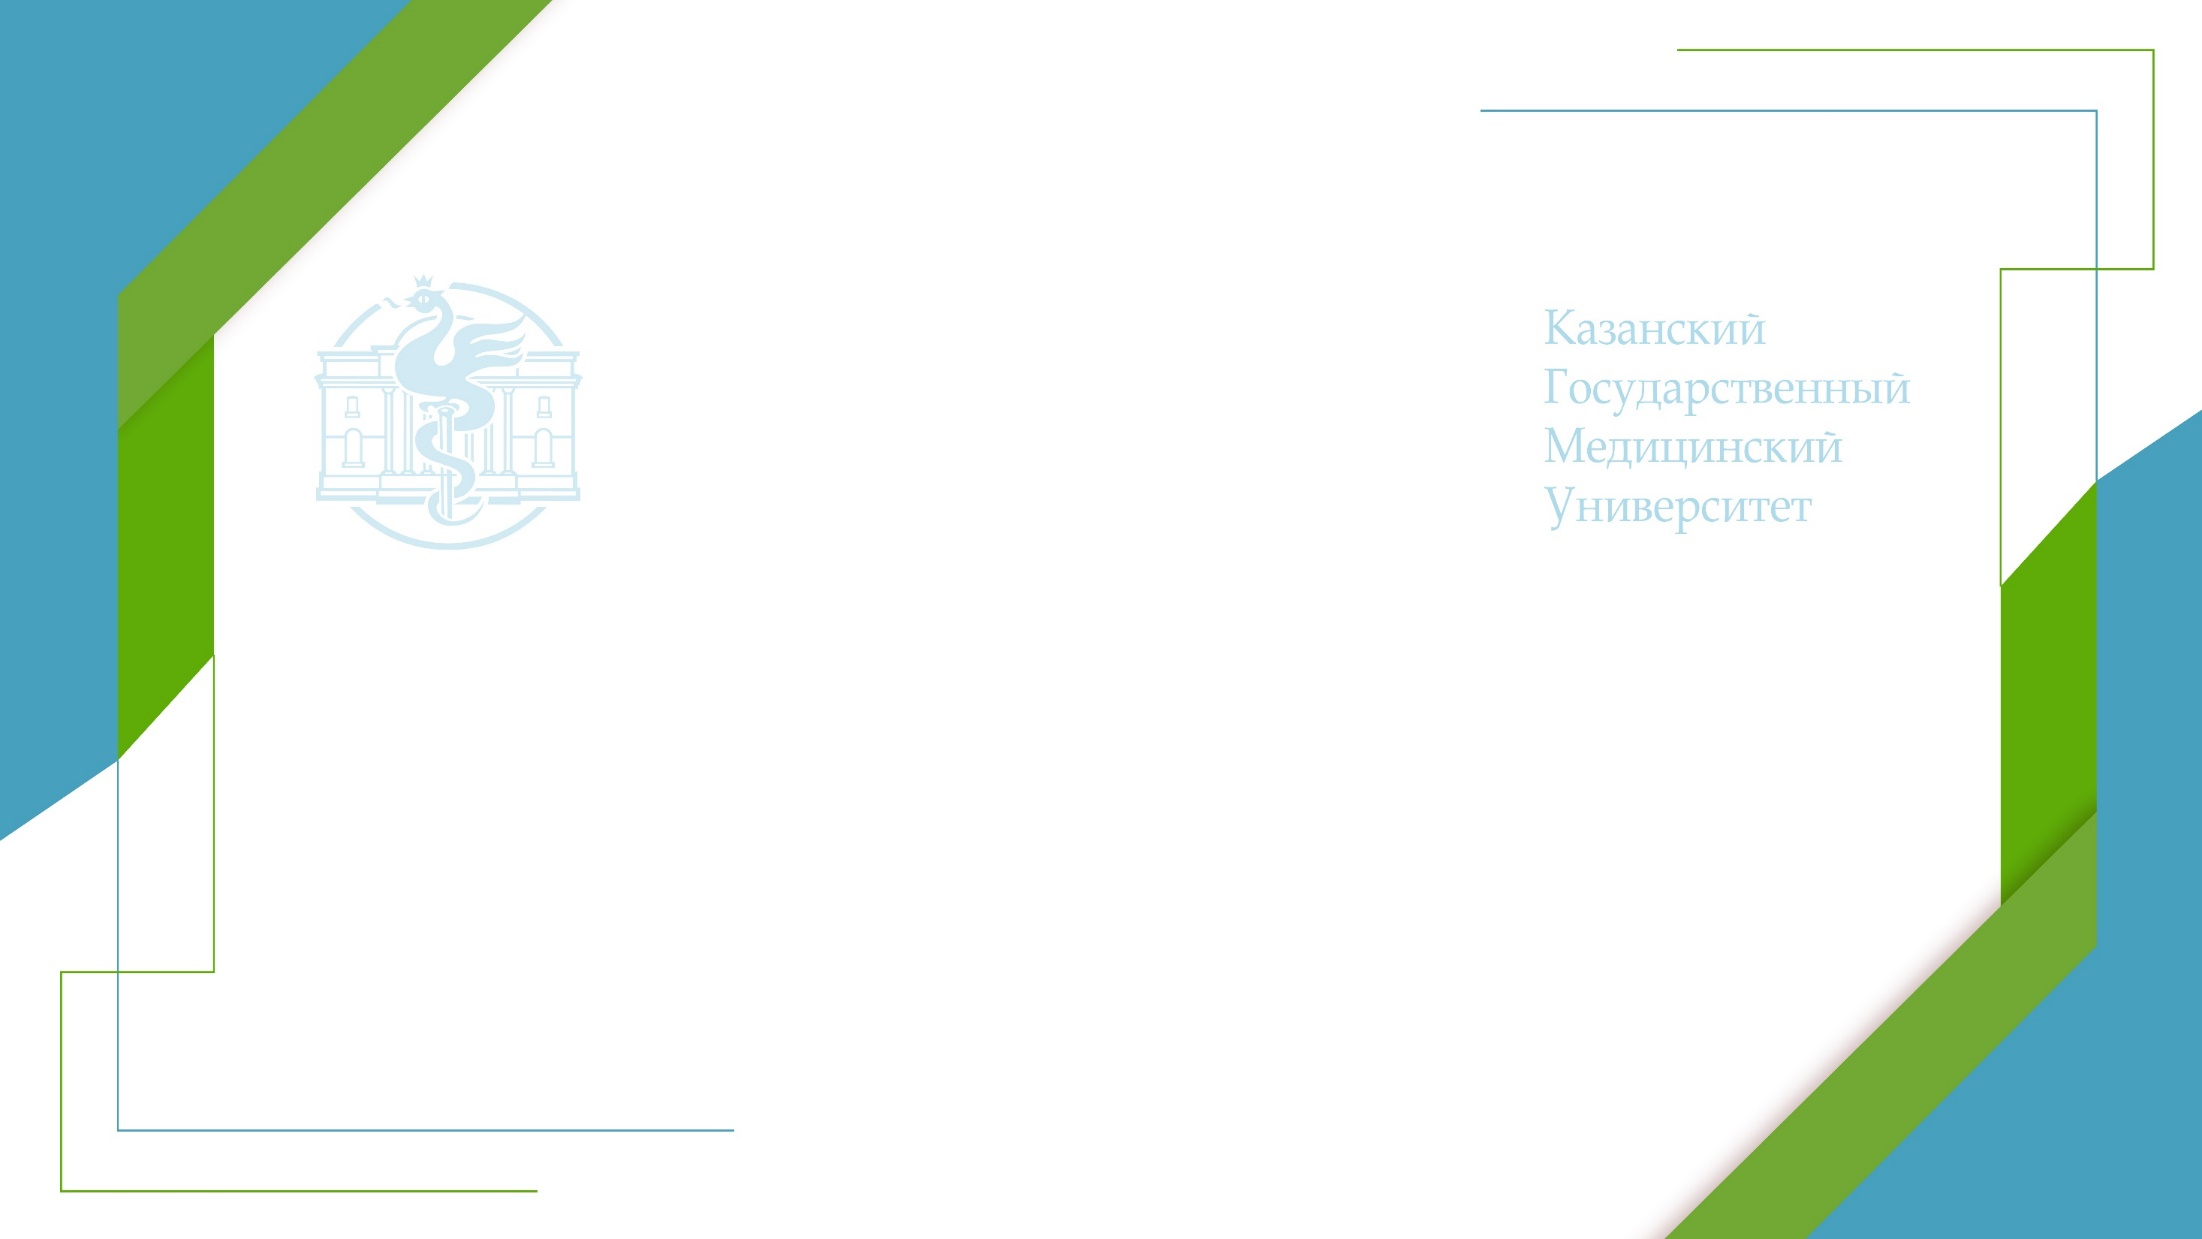 Казанский
Государственный
Медицинский
Университет